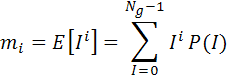 $m_i = E[I^i] = \sum_{I=0}^{N_g-1} I^i P(I)$